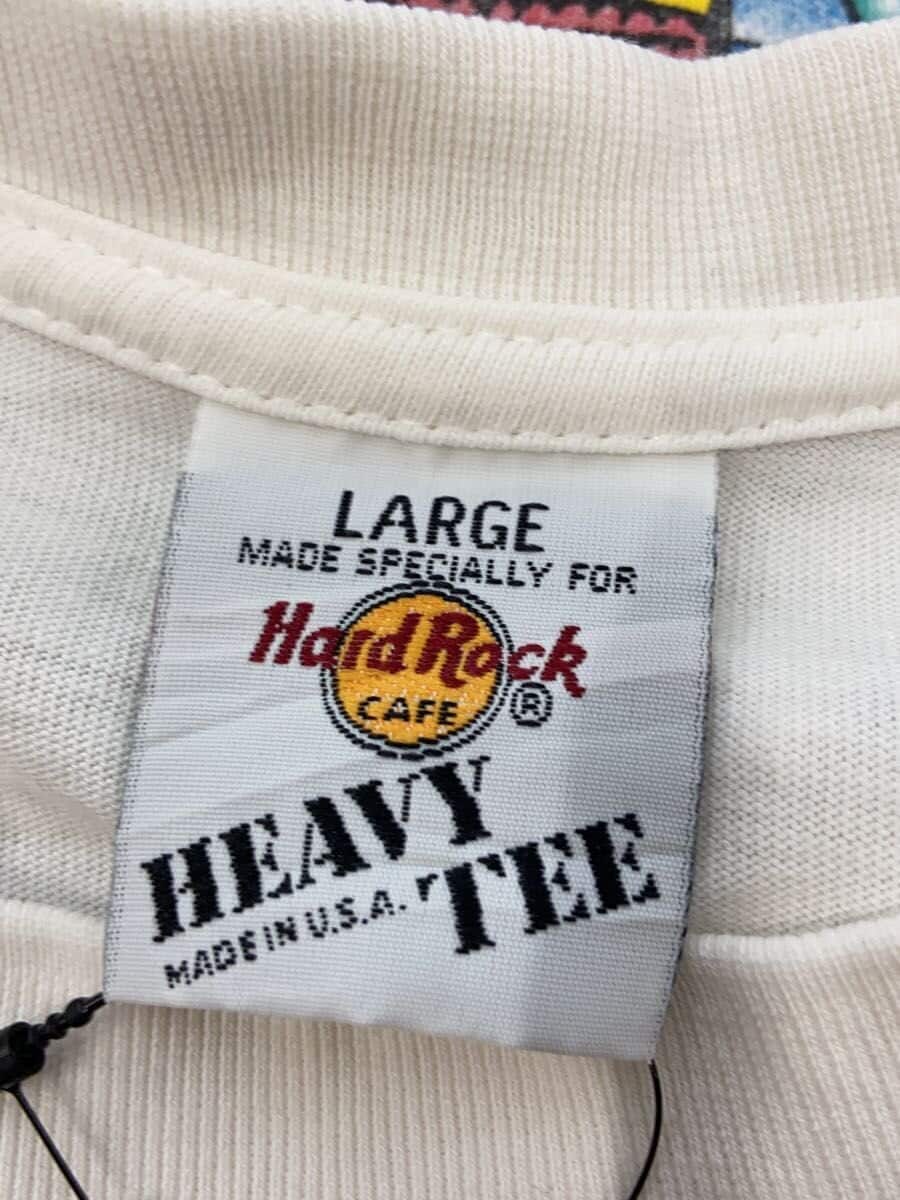 LARGE
MADE SPECIALLY FOR
Hard Rock
CAFE ®
HEAVY
TEE
MADE IN U.S.A.